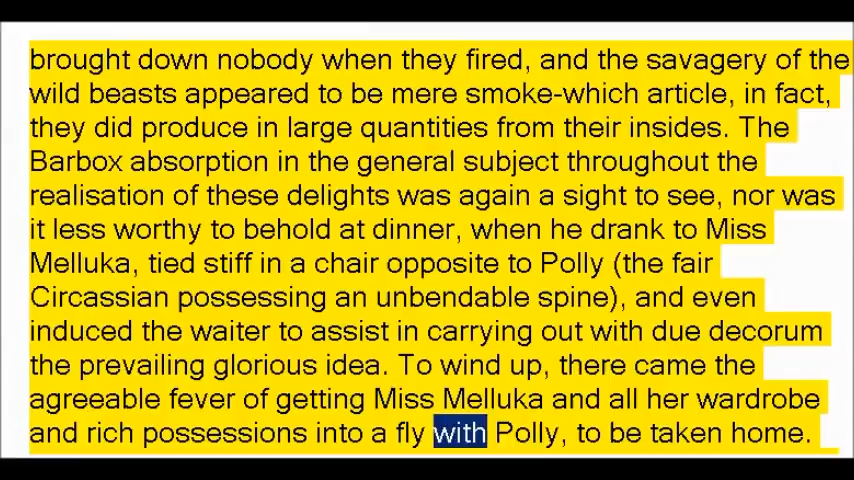 brought down nobody when they fired, and the savagery of the
wild beasts appeared to be mere smoke-which article, in fact,
they did produce in large quantities from their insides. The
Barbox absorption in the general subject throughout the
realisation of these delights was again a sight to see, nor was
it less worthy to behold at dinner, when he drank to Miss
Melluka, tied stiff in a chair opposite to Polly (the fair
Circassian possessing an unbendable spine), and even
induced the waiter to assist in carrying out with due decorum
the prevailing glorious idea. To wind up, there came the
agreeable fever of getting Miss Melluka and all her wardrobe
and rich possessions into a fly with Polly, to be taken home.